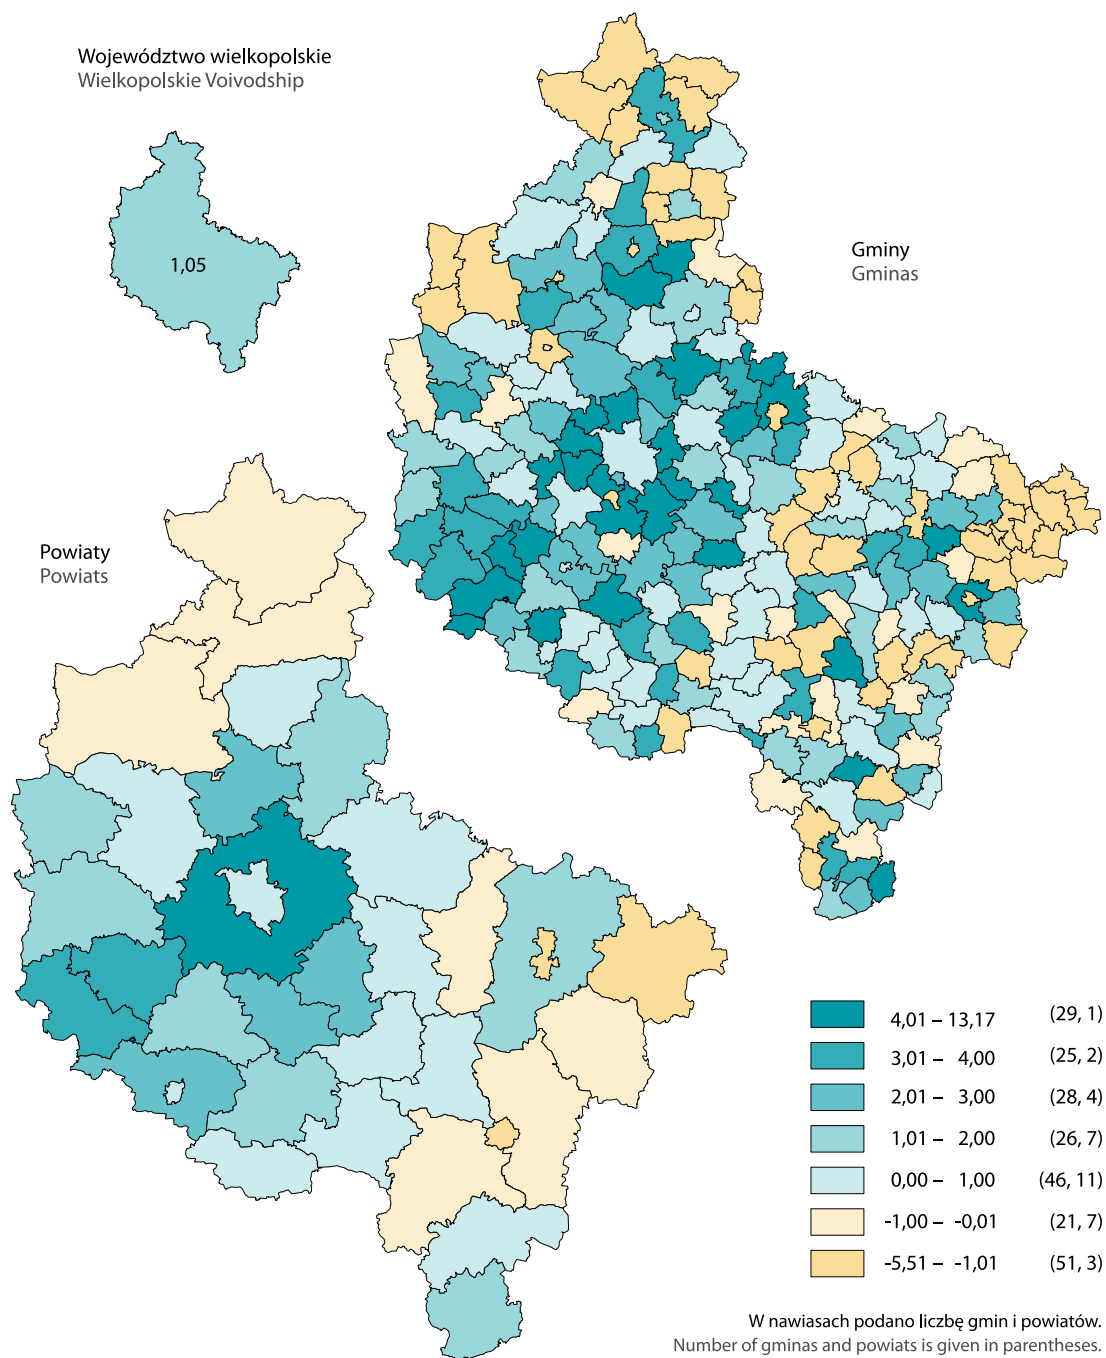 Województwo wielkopolskie
Wielkopolskie Voivodship
1,05
Gminy
Gminas
Powiaty
Powiats
4,01 – 13,17 (29, 1)
3,01 – 4,00 (25, 2)
2,01 – 3,00 (28, 4)
1,01 – 2,00 (26, 7)
0,00 – 1,00 (46, 11)
-1,00 – -0,01 (21, 7)
-5,51 – -1,01 (51, 3)
W nawiasach podano liczbę gmin i powiatów.
Number of gminas and powiats is given in parentheses.